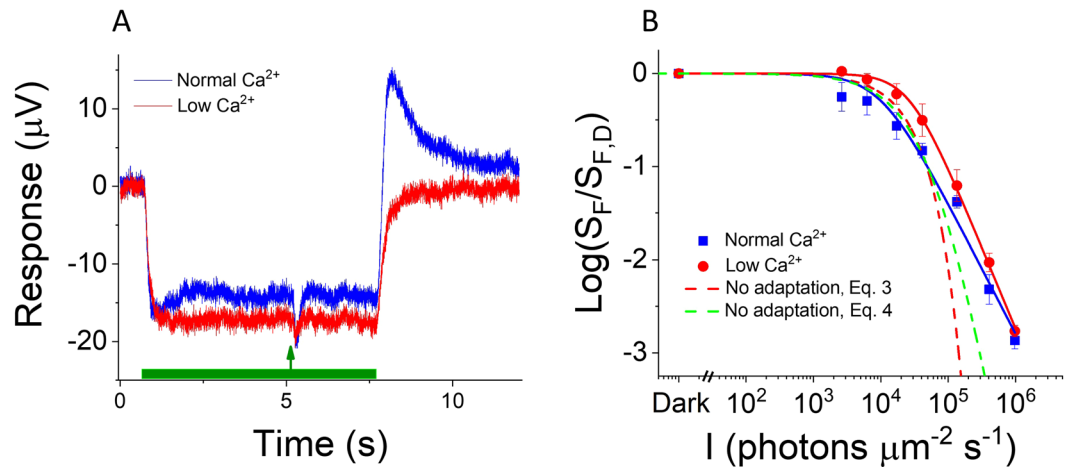 A
Normal Ca²⁺
Low Ca²⁺
Response (μV)
10
0
-10
-20
0
5
10
Time (s)
B
Log(S_F/S_F,D)
0
-1
-2
-3
Normal Ca²⁺
Low Ca²⁺
No adaptation, Eq. 3
No adaptation, Eq. 4
Dark 10² 10³ 10⁴ 10⁵ 10⁶
I (photons μm⁻² s⁻¹)